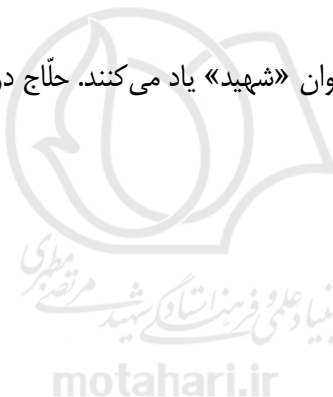 وان «شهید» یاد می‌کنند. حلّاج در
بنیاد علمی و فرهنگی استاد شهید مرتضی مطهری
motahari.ir